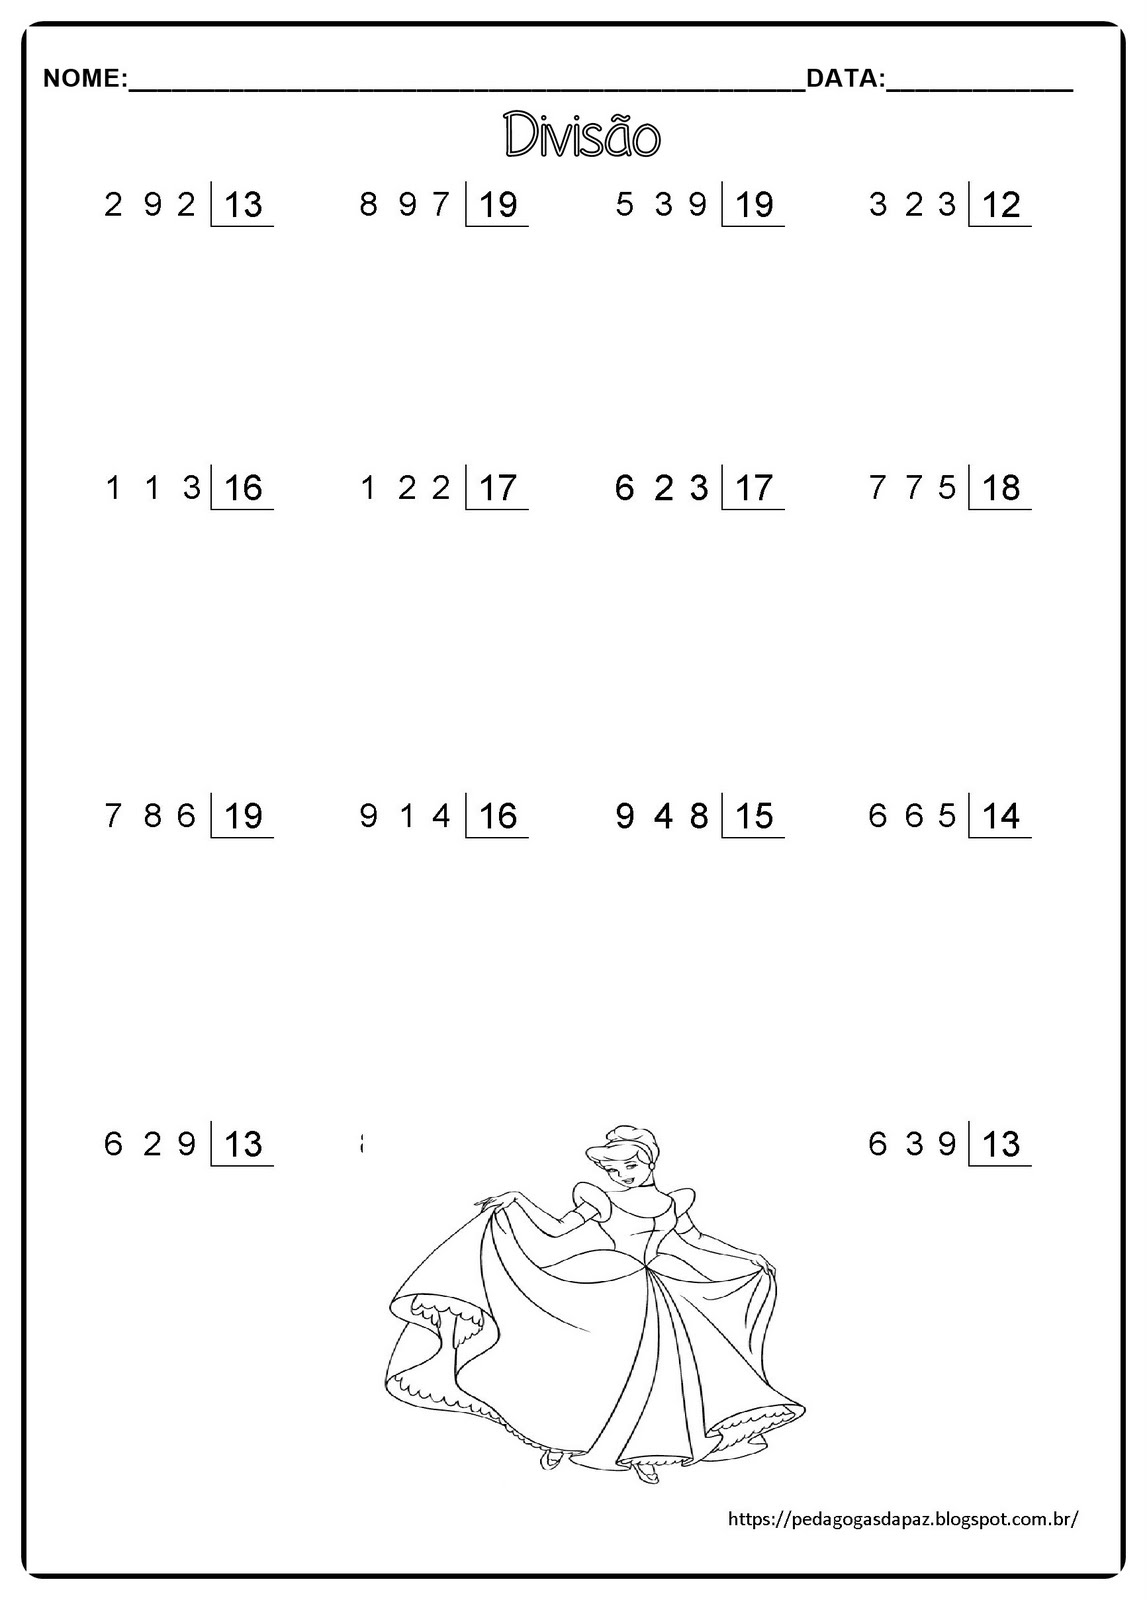 NOME:_______________________________________________DATA:_____________
Divisão
2 9 2 13 8 9 7 19 5 3 9 19 3 2 3 12
1 1 3 16 1 2 2 17 6 2 3 17 7 7 5 18
7 8 6 19 9 1 4 16 9 4 8 15 6 6 5 14
6 2 9 13 6 3 9 13
https://pedagogasdapaz.blogspot.com.br/